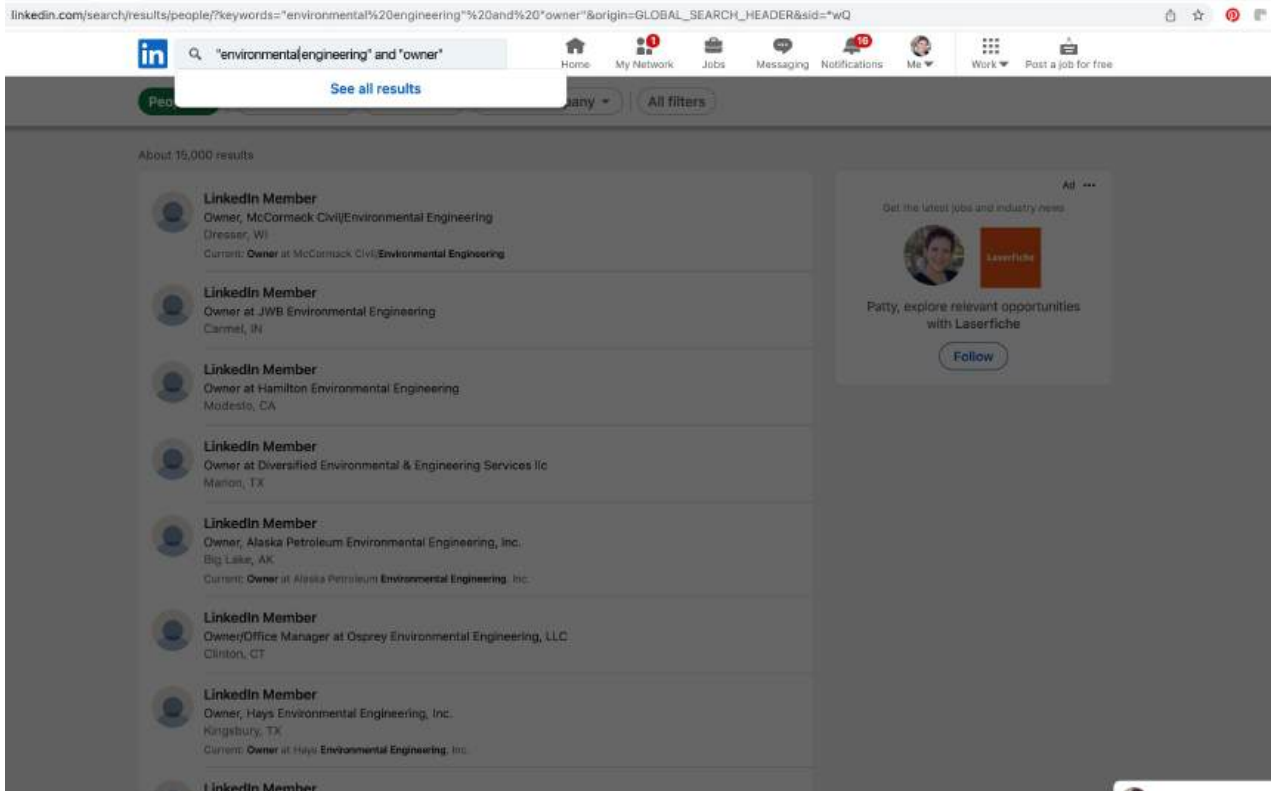 linkedin.com/search/results/people/?keywords="environmental%20engineering"%20and%20"owner"&origin=GLOBAL_SEARCH_HEADER&sid=*wQ
in
"environmental engineering" and "owner"
Home
My Network
Jobs
Messaging
16
Notifications
Me
Work
Post a job for free
See all results
All filters
About 15,000 results
LinkedIn Member
Owner, McCormack Civil/Environmental Engineering
Dresser, WI
Current: Owner at McCormack Civil/Environmental Engineering
LinkedIn Member
Owner at JWB Environmental Engineering
Carmel, IN
LinkedIn Member
Owner at Hamilton Environmental Engineering
Modesto, CA
LinkedIn Member
Owner at Diversified Environmental & Engineering Services llc
Marion, TX
LinkedIn Member
Owner, Alaska Petroleum Environmental Engineering, Inc.
Big Lake, AK
Current: Owner at Alaska Petroleum Environmental Engineering, Inc.
LinkedIn Member
Owner/Office Manager at Osprey Environmental Engineering, LLC
Clinton, CT
LinkedIn Member
Owner, Hays Environmental Engineering, Inc.
Kingsbury, TX
Current: Owner at Hays Environmental Engineering, Inc.
LinkedIn Member
Ad
Get the latest jobs and industry news
Laserfiche
Patty, explore relevant opportunities
with Laserfiche
Follow